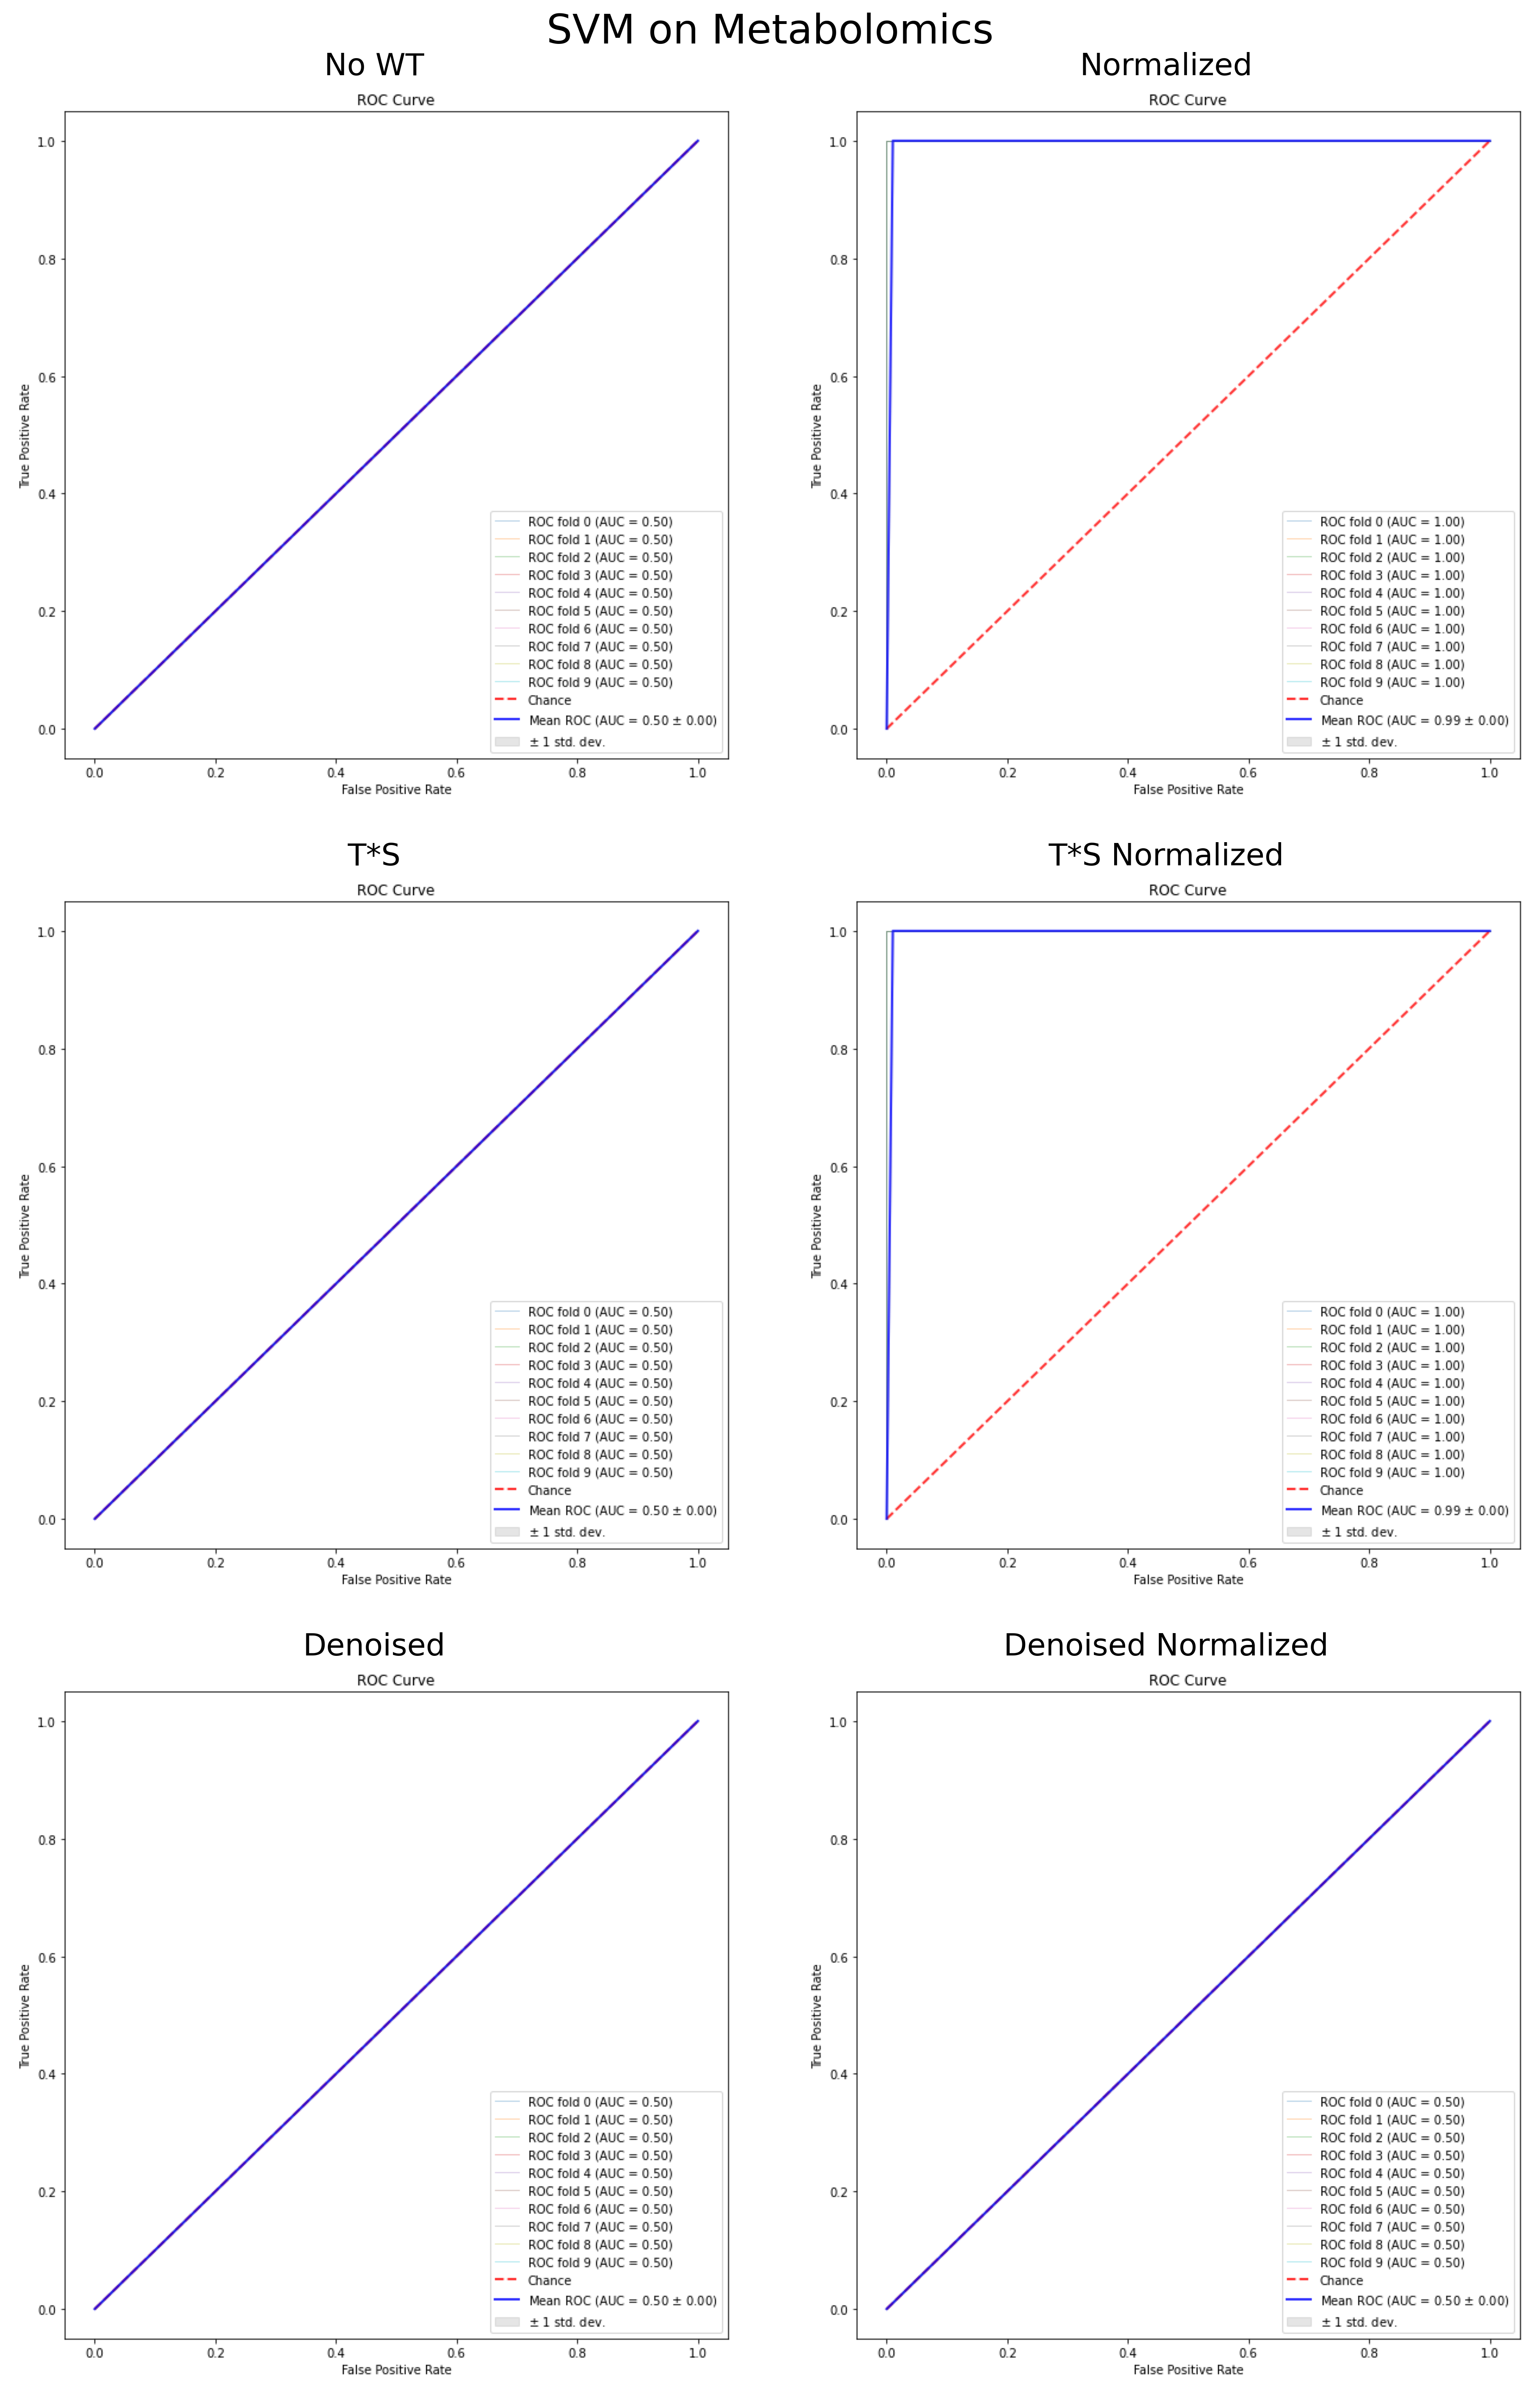 SVM on Metabolomics
No WT
ROC Curve
1.0
0.8
0.6
0.4
0.2
0.0
True Positive Rate
ROC fold 0 (AUC = 0.50)
ROC fold 1 (AUC = 0.50)
ROC fold 2 (AUC = 0.50)
ROC fold 3 (AUC = 0.50)
ROC fold 4 (AUC = 0.50)
ROC fold 5 (AUC = 0.50)
ROC fold 6 (AUC = 0.50)
ROC fold 7 (AUC = 0.50)
ROC fold 8 (AUC = 0.50)
ROC fold 9 (AUC = 0.50)
Chance
Mean ROC (AUC = 0.50 ± 0.00)
± 1 std. dev.
0.0 0.2 0.4 0.6 0.8 1.0
False Positive Rate
Normalized
ROC Curve
1.0
0.8
0.6
0.4
0.2
0.0
True Positive Rate
ROC fold 0 (AUC = 1.00)
ROC fold 1 (AUC = 1.00)
ROC fold 2 (AUC = 1.00)
ROC fold 3 (AUC = 1.00)
ROC fold 4 (AUC = 1.00)
ROC fold 5 (AUC = 1.00)
ROC fold 6 (AUC = 1.00)
ROC fold 7 (AUC = 1.00)
ROC fold 8 (AUC = 1.00)
ROC fold 9 (AUC = 1.00)
Chance
Mean ROC (AUC = 0.99 ± 0.00)
± 1 std. dev.
0.0 0.2 0.4 0.6 0.8 1.0
False Positive Rate
T*S
ROC Curve
1.0
0.8
0.6
0.4
0.2
0.0
True Positive Rate
ROC fold 0 (AUC = 0.50)
ROC fold 1 (AUC = 0.50)
ROC fold 2 (AUC = 0.50)
ROC fold 3 (AUC = 0.50)
ROC fold 4 (AUC = 0.50)
ROC fold 5 (AUC = 0.50)
ROC fold 6 (AUC = 0.50)
ROC fold 7 (AUC = 0.50)
ROC fold 8 (AUC = 0.50)
ROC fold 9 (AUC = 0.50)
Chance
Mean ROC (AUC = 0.50 ± 0.00)
± 1 std. dev.
0.0 0.2 0.4 0.6 0.8 1.0
False Positive Rate
T*S Normalized
ROC Curve
1.0
0.8
0.6
0.4
0.2
0.0
True Positive Rate
ROC fold 0 (AUC = 1.00)
ROC fold 1 (AUC = 1.00)
ROC fold 2 (AUC = 1.00)
ROC fold 3 (AUC = 1.00)
ROC fold 4 (AUC = 1.00)
ROC fold 5 (AUC = 1.00)
ROC fold 6 (AUC = 1.00)
ROC fold 7 (AUC = 1.00)
ROC fold 8 (AUC = 1.00)
ROC fold 9 (AUC = 1.00)
Chance
Mean ROC (AUC = 0.99 ± 0.00)
± 1 std. dev.
0.0 0.2 0.4 0.6 0.8 1.0
False Positive Rate
Denoised
ROC Curve
1.0
0.8
0.6
0.4
0.2
0.0
True Positive Rate
ROC fold 0 (AUC = 0.50)
ROC fold 1 (AUC = 0.50)
ROC fold 2 (AUC = 0.50)
ROC fold 3 (AUC = 0.50)
ROC fold 4 (AUC = 0.50)
ROC fold 5 (AUC = 0.50)
ROC fold 6 (AUC = 0.50)
ROC fold 7 (AUC = 0.50)
ROC fold 8 (AUC = 0.50)
ROC fold 9 (AUC = 0.50)
Chance
Mean ROC (AUC = 0.50 ± 0.00)
± 1 std. dev.
0.0 0.2 0.4 0.6 0.8 1.0
False Positive Rate
Denoised Normalized
ROC Curve
1.0
0.8
0.6
0.4
0.2
0.0
True Positive Rate
ROC fold 0 (AUC = 0.50)
ROC fold 1 (AUC = 0.50)
ROC fold 2 (AUC = 0.50)
ROC fold 3 (AUC = 0.50)
ROC fold 4 (AUC = 0.50)
ROC fold 5 (AUC = 0.50)
ROC fold 6 (AUC = 0.50)
ROC fold 7 (AUC = 0.50)
ROC fold 8 (AUC = 0.50)
ROC fold 9 (AUC = 0.50)
Chance
Mean ROC (AUC = 0.50 ± 0.00)
± 1 std. dev.
0.0 0.2 0.4 0.6 0.8 1.0
False Positive Rate